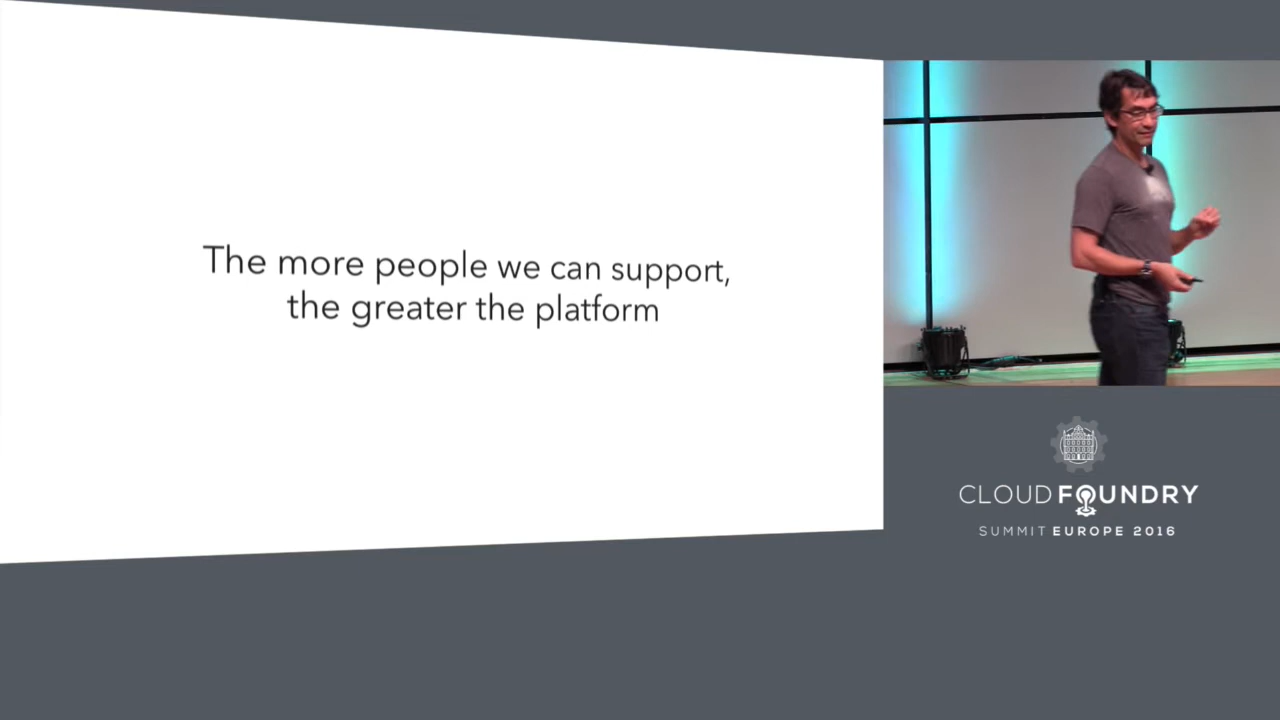 The more people we can support,
the greater the platform
CLOUD FOUNDRY
SUMMIT EUROPE 2016